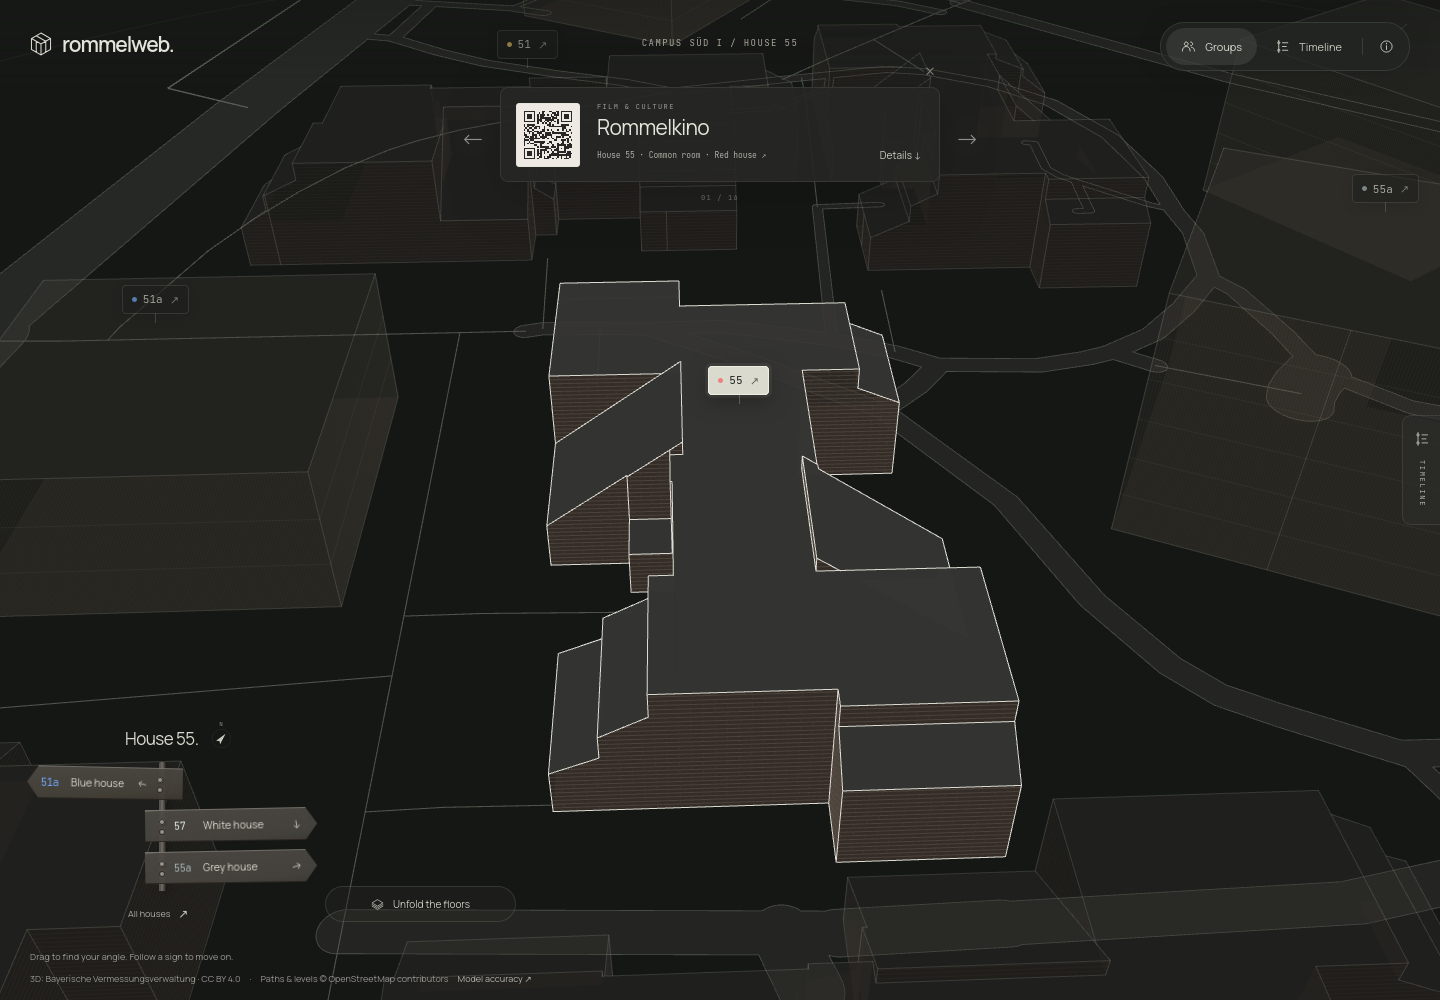 rommelweb.
51 ↗
CAMPUS SÜD I / HOUSE 55
Groups
Timeline
FILM & CULTURE
Rommelkino
House 55 · Common room · Red house ↗
Details ↓
01 / 16
55a ↗
51a ↗
55 ↗
TIMELINE
N
House 55.
51a Blue house ←
57 White house ↓
55a Grey house →
All houses ↗
Unfold the floors
Drag to find your angle. Follow a sign to move on.
3D: Bayerische Vermessungsverwaltung · CC BY 4.0 · Paths & levels © OpenStreetMap contributors Model accuracy ↗